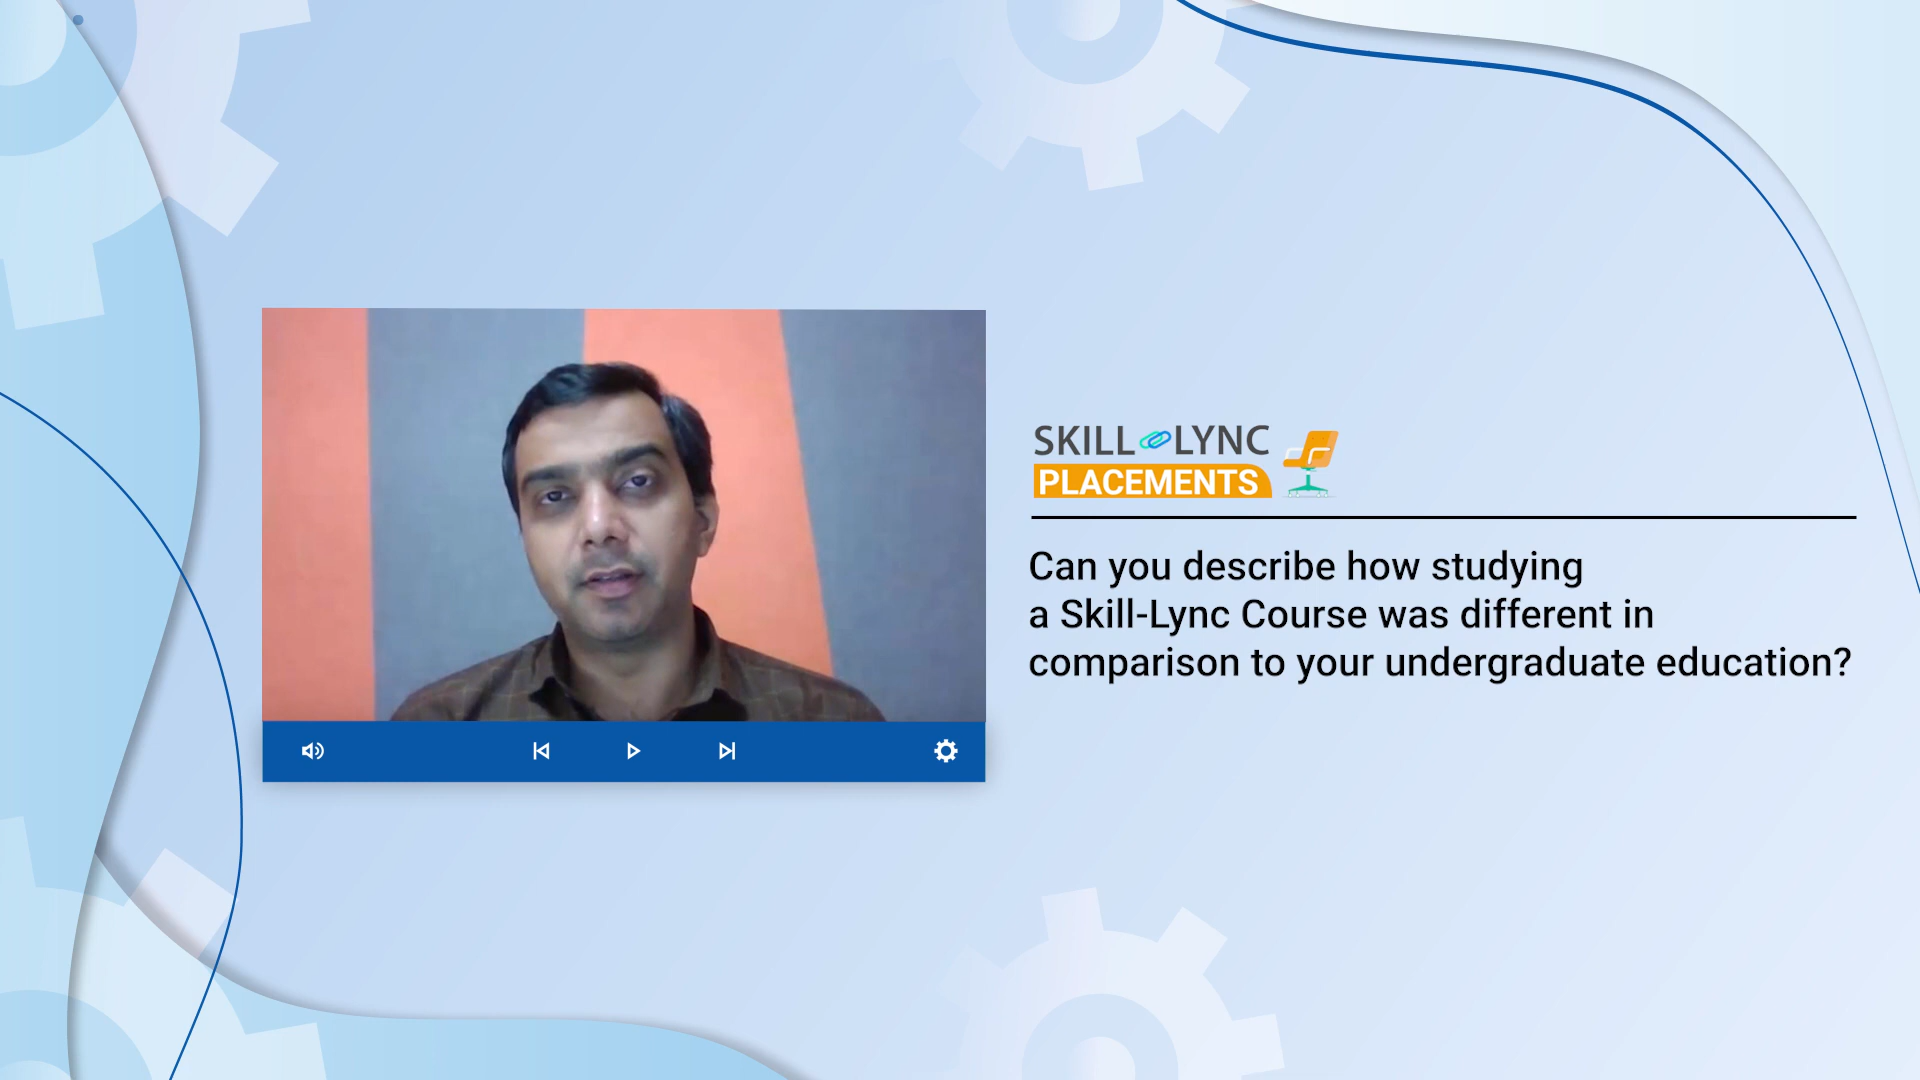 SKILL LYNC
PLACEMENTS
Can you describe how studying
a Skill-Lync Course was different in
comparison to your undergraduate education?